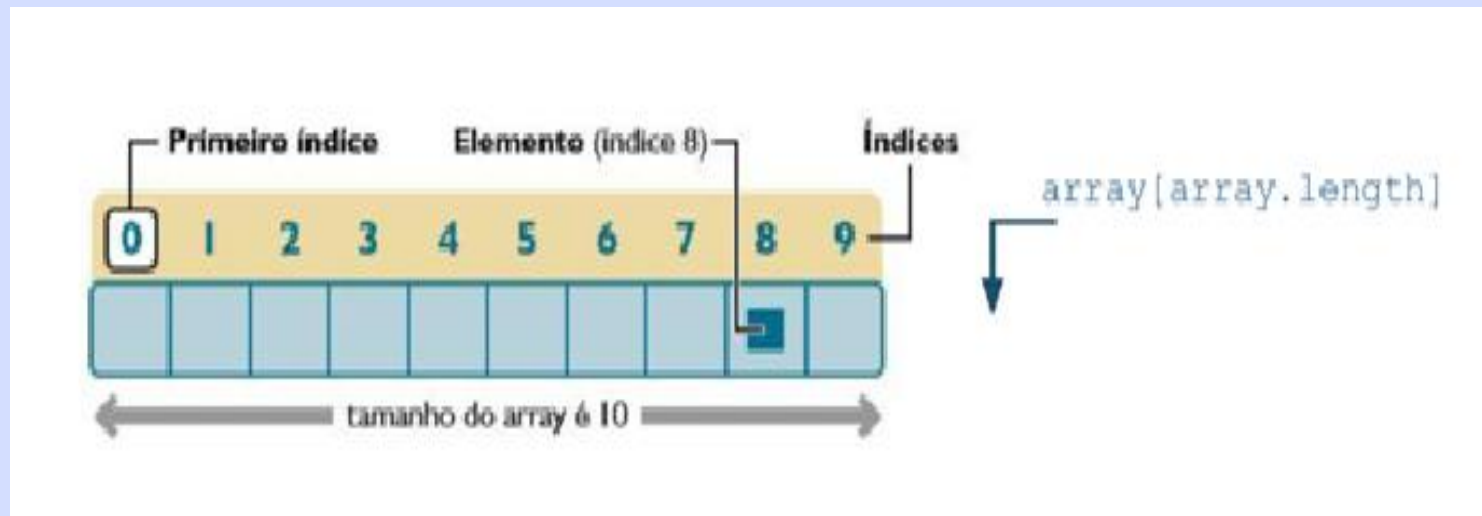 Primeiro índice
Elemento (índice 8)
Índices
array[array.length]
0 1 2 3 4 5 6 7 8 9
tamanho do array é 10